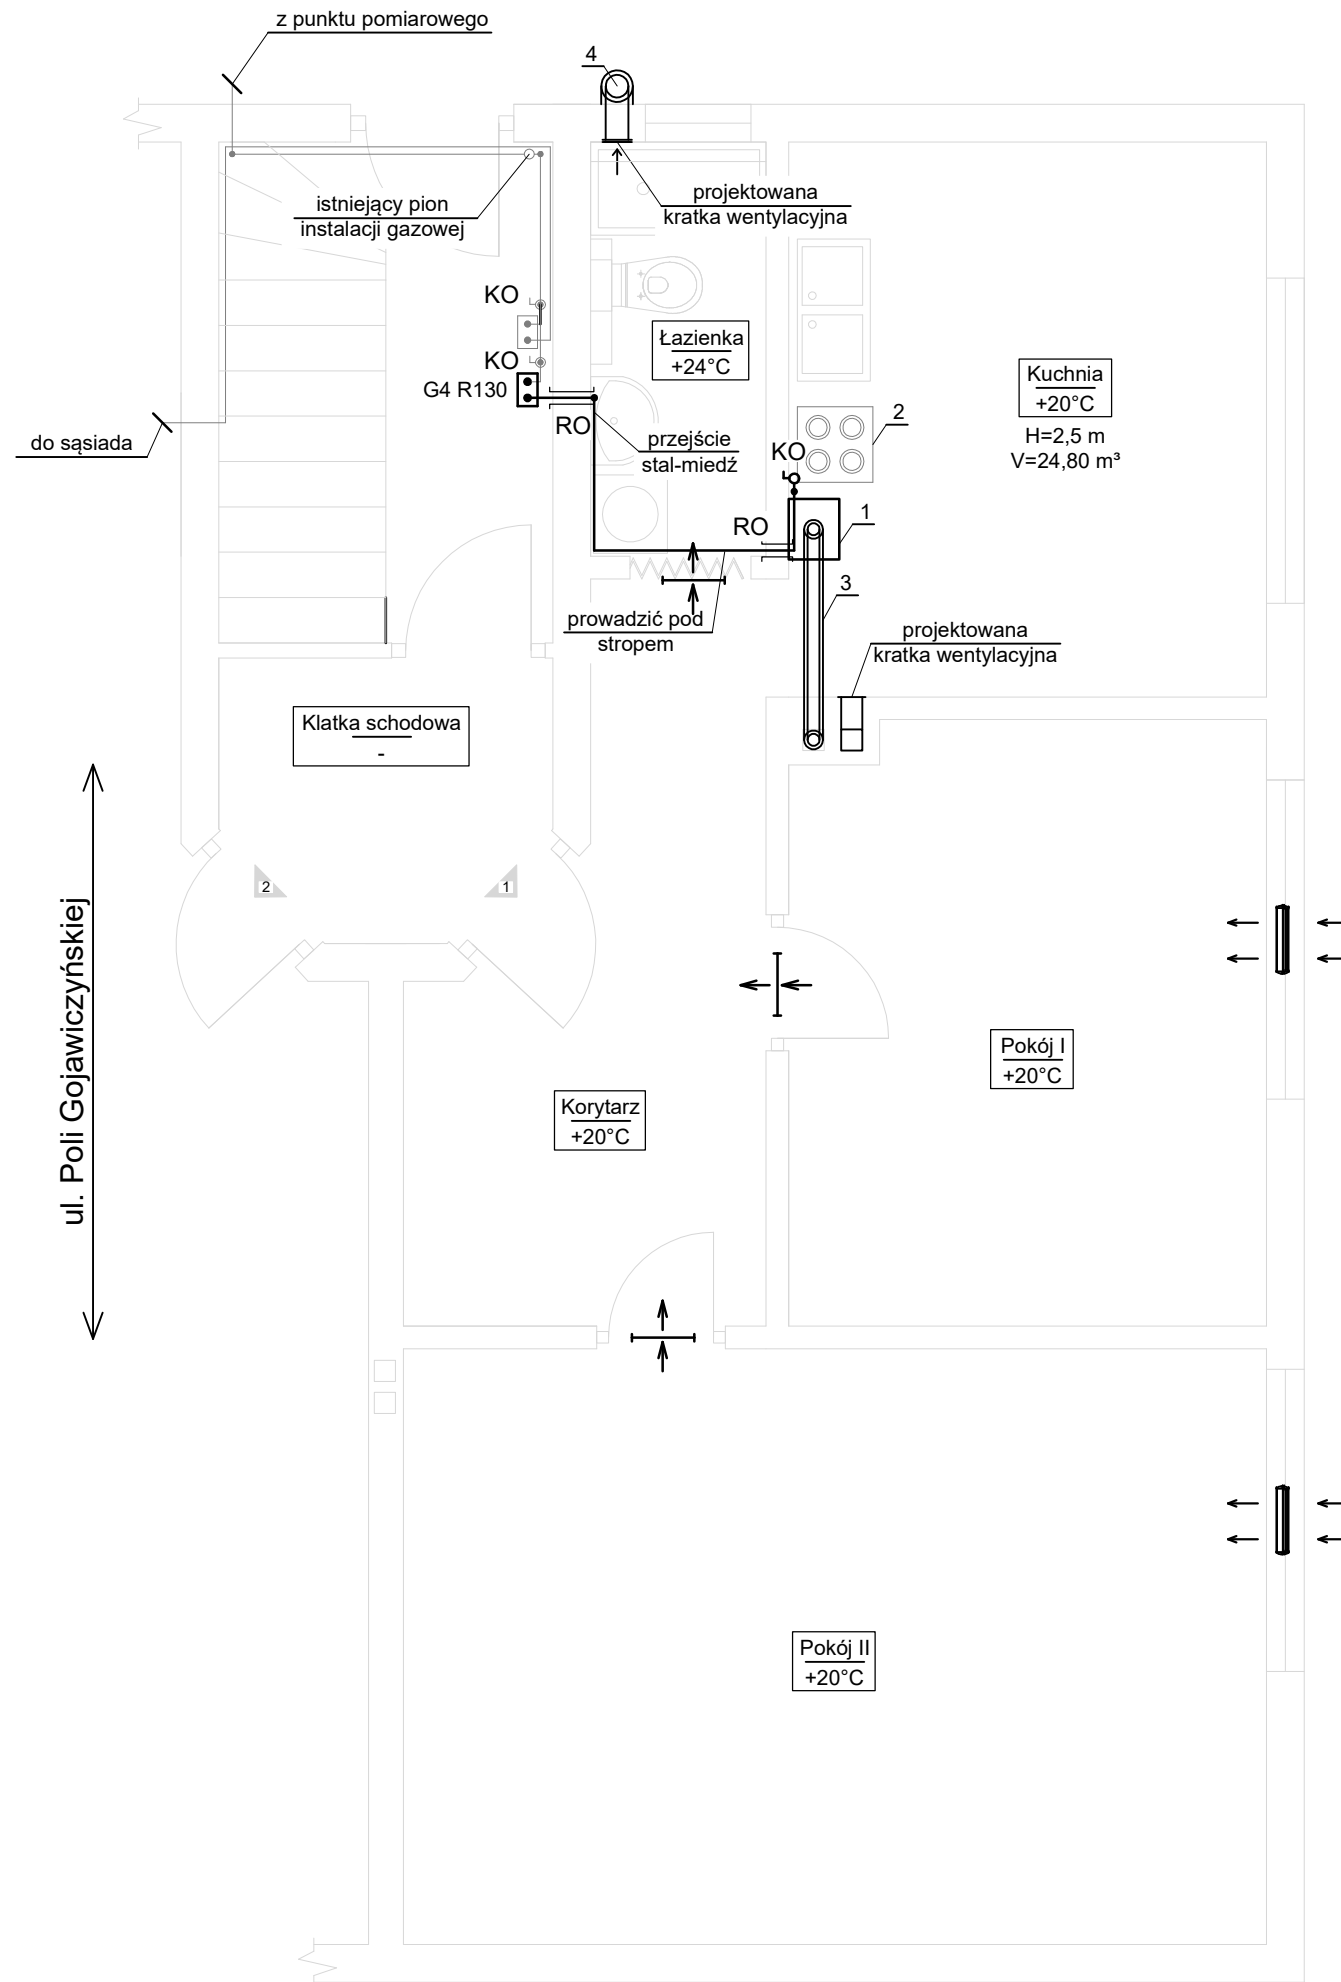 z punktu pomiarowego
4
istniejący pion
instalacji gazowej
projektowana
kratka wentylacyjna
KO
Łazienka
+24°C
KO
G4 R130
Kuchnia
+20°C
H=2,5 m
V=24,80 m³
2
do sąsiada
RO
przejście
stal-miedź
KO
RO
1
3
prowadzić pod
stropem
projektowana
kratka wentylacyjna
Klatka schodowa
-
2
1
ul. Poli Gojawiczyńskiej
Pokój I
+20°C
Korytarz
+20°C
Pokój II
+20°C